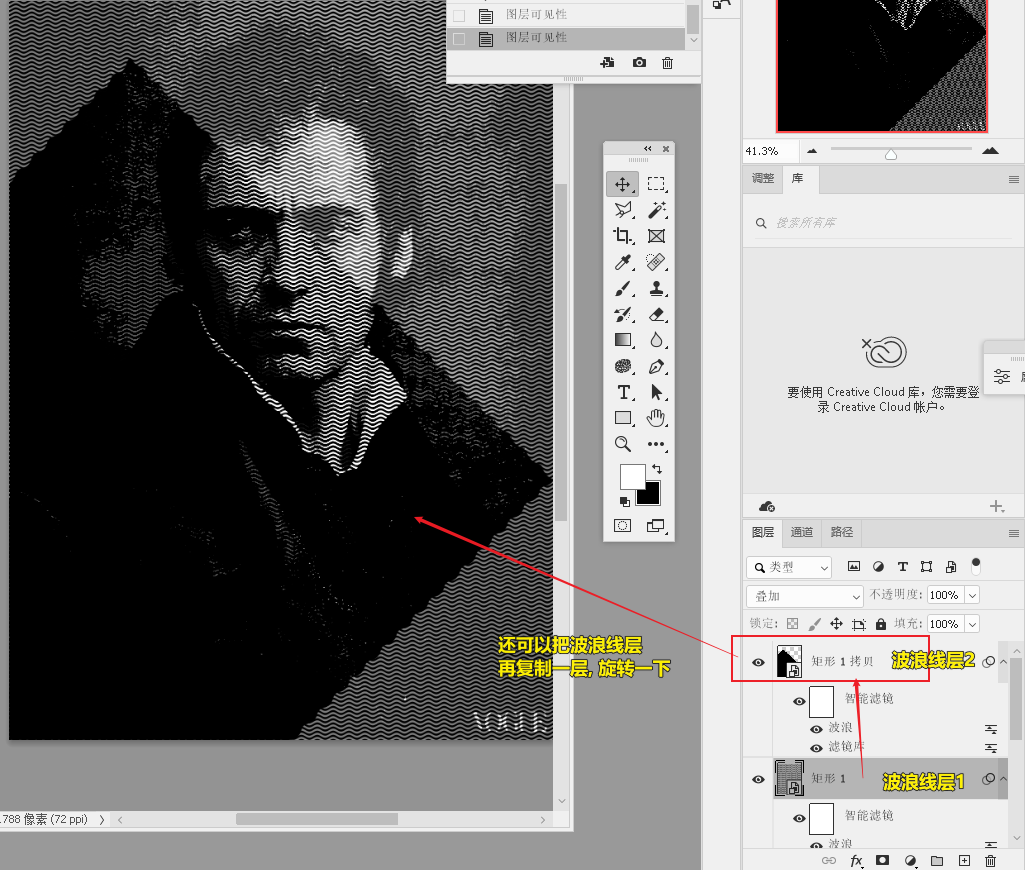 图层可见性
图层可见性
41.3%
调整
库
搜索所有库
要使用 Creative Cloud 库，您需要登
录 Creative Cloud 帐户。
图层
通道
路径
类型
叠加
不透明度:
100%
锁定:
填充:
100%
还可以把波浪线层
再复制一层, 旋转一下
矩形 1 拷贝
波浪线层2
智能滤镜
波浪
滤镜库
矩形 1
波浪线层1
智能滤镜
波浪
.788 像素 (72 ppi)